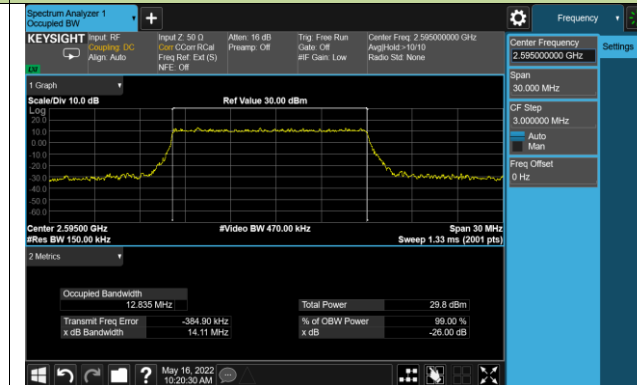 Spectrum Analyzer 1
Occupied BW
+
Frequency
KEYSIGHT
Input: RF
Coupling: DC
Align: Auto
Input Z: 50 Ω
Corr CCorr RCal
Freq Ref: Ext (S)
NFE: Off
Atten: 16 dB
Preamp: Off
Trig: Free Run
Gate: Off
#IF Gain: Low
Center Freq: 2.595000000 GHz
Avg|Hold:>10/10
Radio Std: None
LM
Center Frequency
2.595000000 GHz
Settings
Span
30.000 MHz
CF Step
3.000000 MHz
Auto
Man
Freq Offset
0 Hz
1 Graph
Scale/Div 10.0 dB
Ref Value 30.00 dBm
Log
20.0
10.0
0.00
-10.0
-20.0
-30.0
-40.0
-50.0
-60.0
Center 2.59500 GHz
#Video BW 470.00 kHz
Span 30 MHz
#Res BW 150.00 kHz
Sweep 1.33 ms (2001 pts)
2 Metrics
Occupied Bandwidth
12.835 MHz
Total Power 29.8 dBm
Transmit Freq Error -384.90 kHz
% of OBW Power 99.00 %
x dB Bandwidth 14.11 MHz
x dB -26.00 dB
?
May 16, 2022
10:20:30 AM